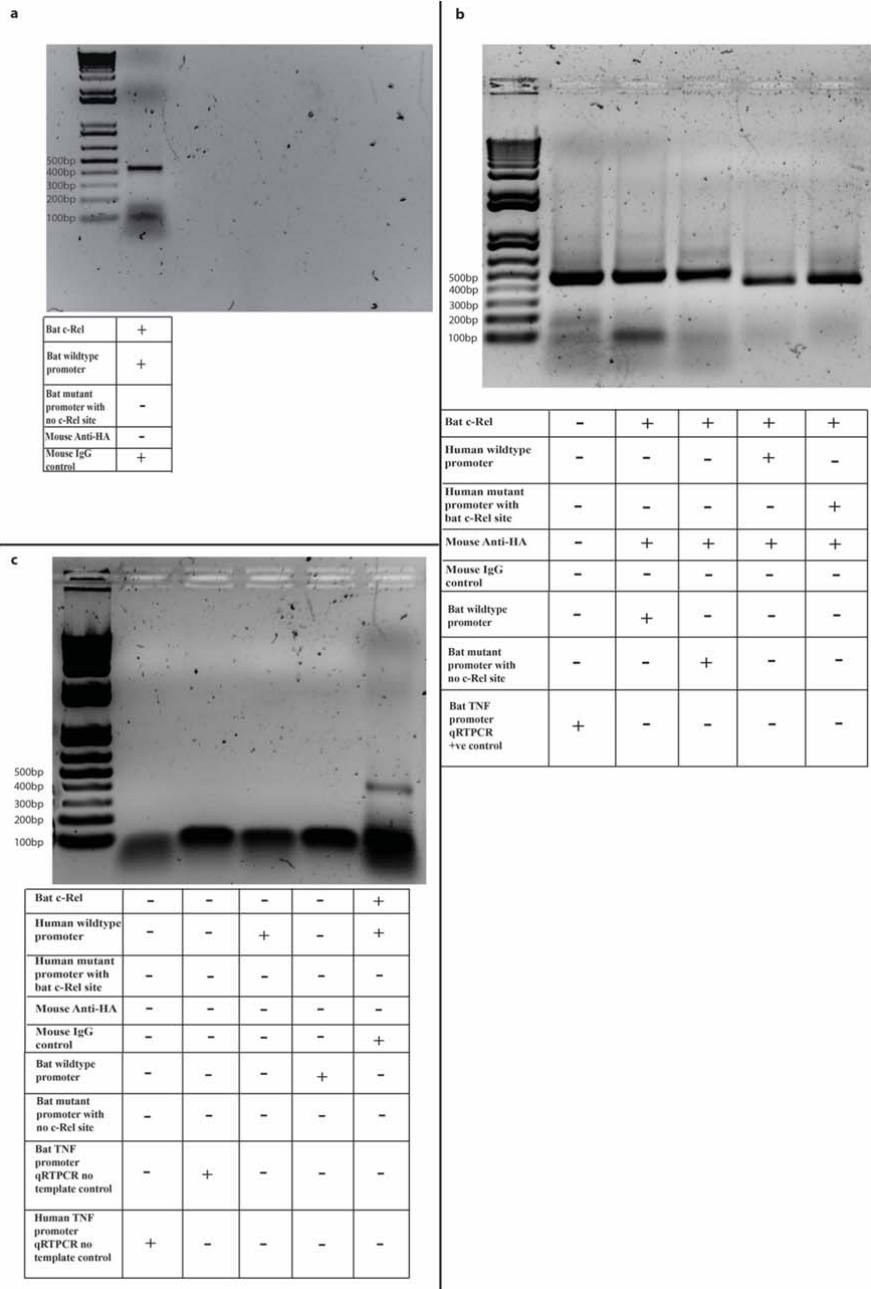 a
500bp
400bp
300bp
200bp
100bp
Bat c-Rel +
Bat wildtype
promoter +
Bat mutant
promoter with
no c-Rel site -
Mouse Anti-HA -
Mouse IgG
control +
b
500bp
400bp
300bp
200bp
100bp
Bat c-Rel - + + + +
Human wildtype
promoter - - - + -
Human mutant
promoter with
bat c-Rel site - - - - +
Mouse Anti-HA - + + + +
Mouse IgG
control - - - - -
Bat wildtype
promoter - + - - -
Bat mutant
promoter with
no c-Rel site - - + - -
Bat TNF
promoter
qRTPCR
+ve control + - - - -
c
500bp
400bp
300bp
200bp
100bp
Bat c-Rel - - - - +
Human wildtype
promoter - - + - +
Human mutant
promoter with
bat c-Rel site - - - - -
Mouse Anti-HA - - - - -
Mouse IgG
control - - - - +
Bat wildtype
promoter - - - + -
Bat mutant
promoter with
no c-Rel site - - - - -
Bat TNF
promoter
qRTPCR no
template control - + - - -
Human TNF
promoter
qRTPCR no
template control + - - - -